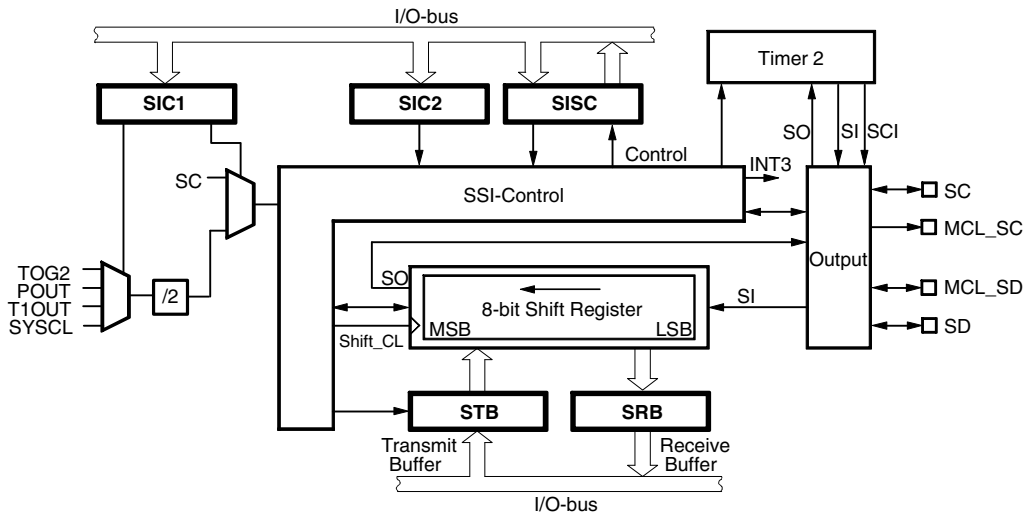 I/O-bus
Timer 2
SIC1
SIC2
SISC
SO
SI
SCI
Control
INT3
SC
SSI-Control
SC
MCL_SC
Output
TOG2
POUT
T1OUT
SYSCL
/2
SO
8-bit Shift Register
MSB
LSB
SI
MCL_SD
SD
Shift_CL
STB
SRB
Transmit
Buffer
Receive
Buffer
I/O-bus